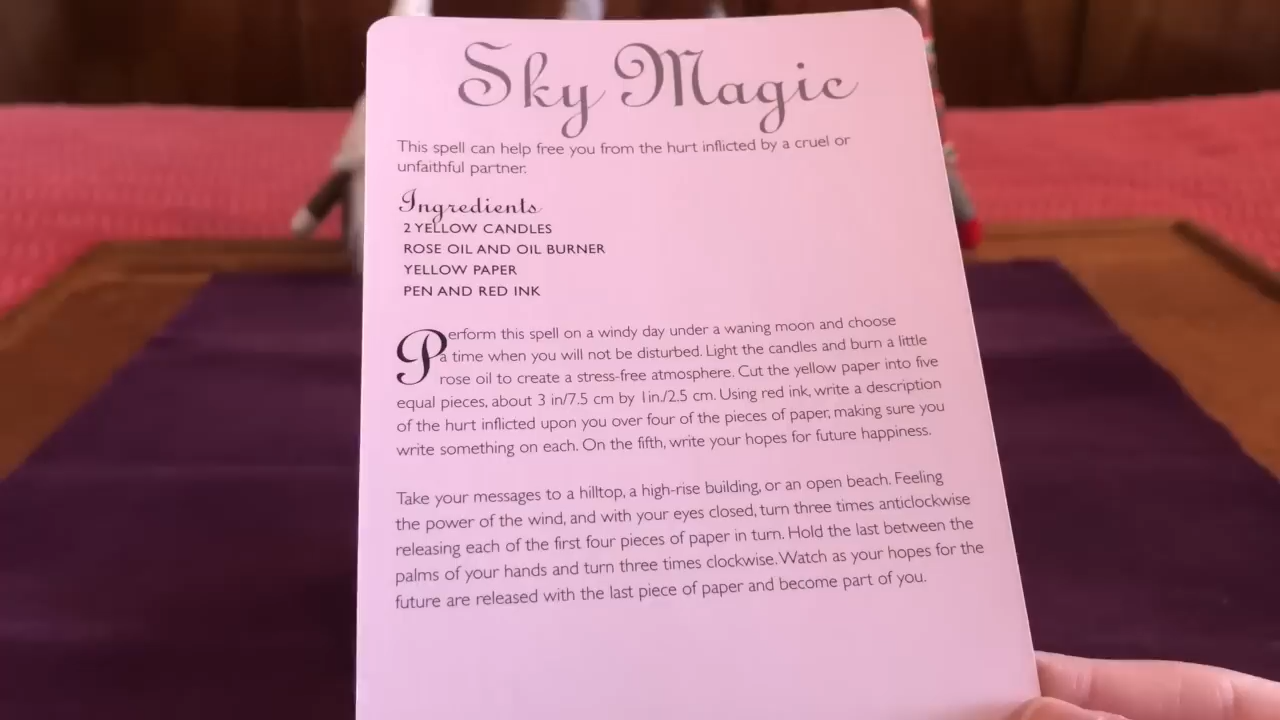 Sky Magic
This spell can help free you from the hurt inflicted by a cruel or
unfaithful partner.
Ingredients
2 YELLOW CANDLES
ROSE OIL AND OIL BURNER
YELLOW PAPER
PEN AND RED INK
Perform this spell on a windy day under a waning moon and choose
a time when you will not be disturbed. Light the candles and burn a little
rose oil to create a stress-free atmosphere. Cut the yellow paper into five
equal pieces, about 3 in/7.5 cm by 1in./2.5 cm. Using red ink, write a description
of the hurt inflicted upon you over four of the pieces of paper, making sure you
write something on each. On the fifth, write your hopes for future happiness.
Take your messages to a hilltop, a high-rise building, or an open beach. Feeling
the power of the wind, and with your eyes closed, turn three times anticlockwise
releasing each of the first four pieces of paper in turn. Hold the last between the
palms of your hands and turn three times clockwise. Watch as your hopes for the
future are released with the last piece of paper and become part of you.